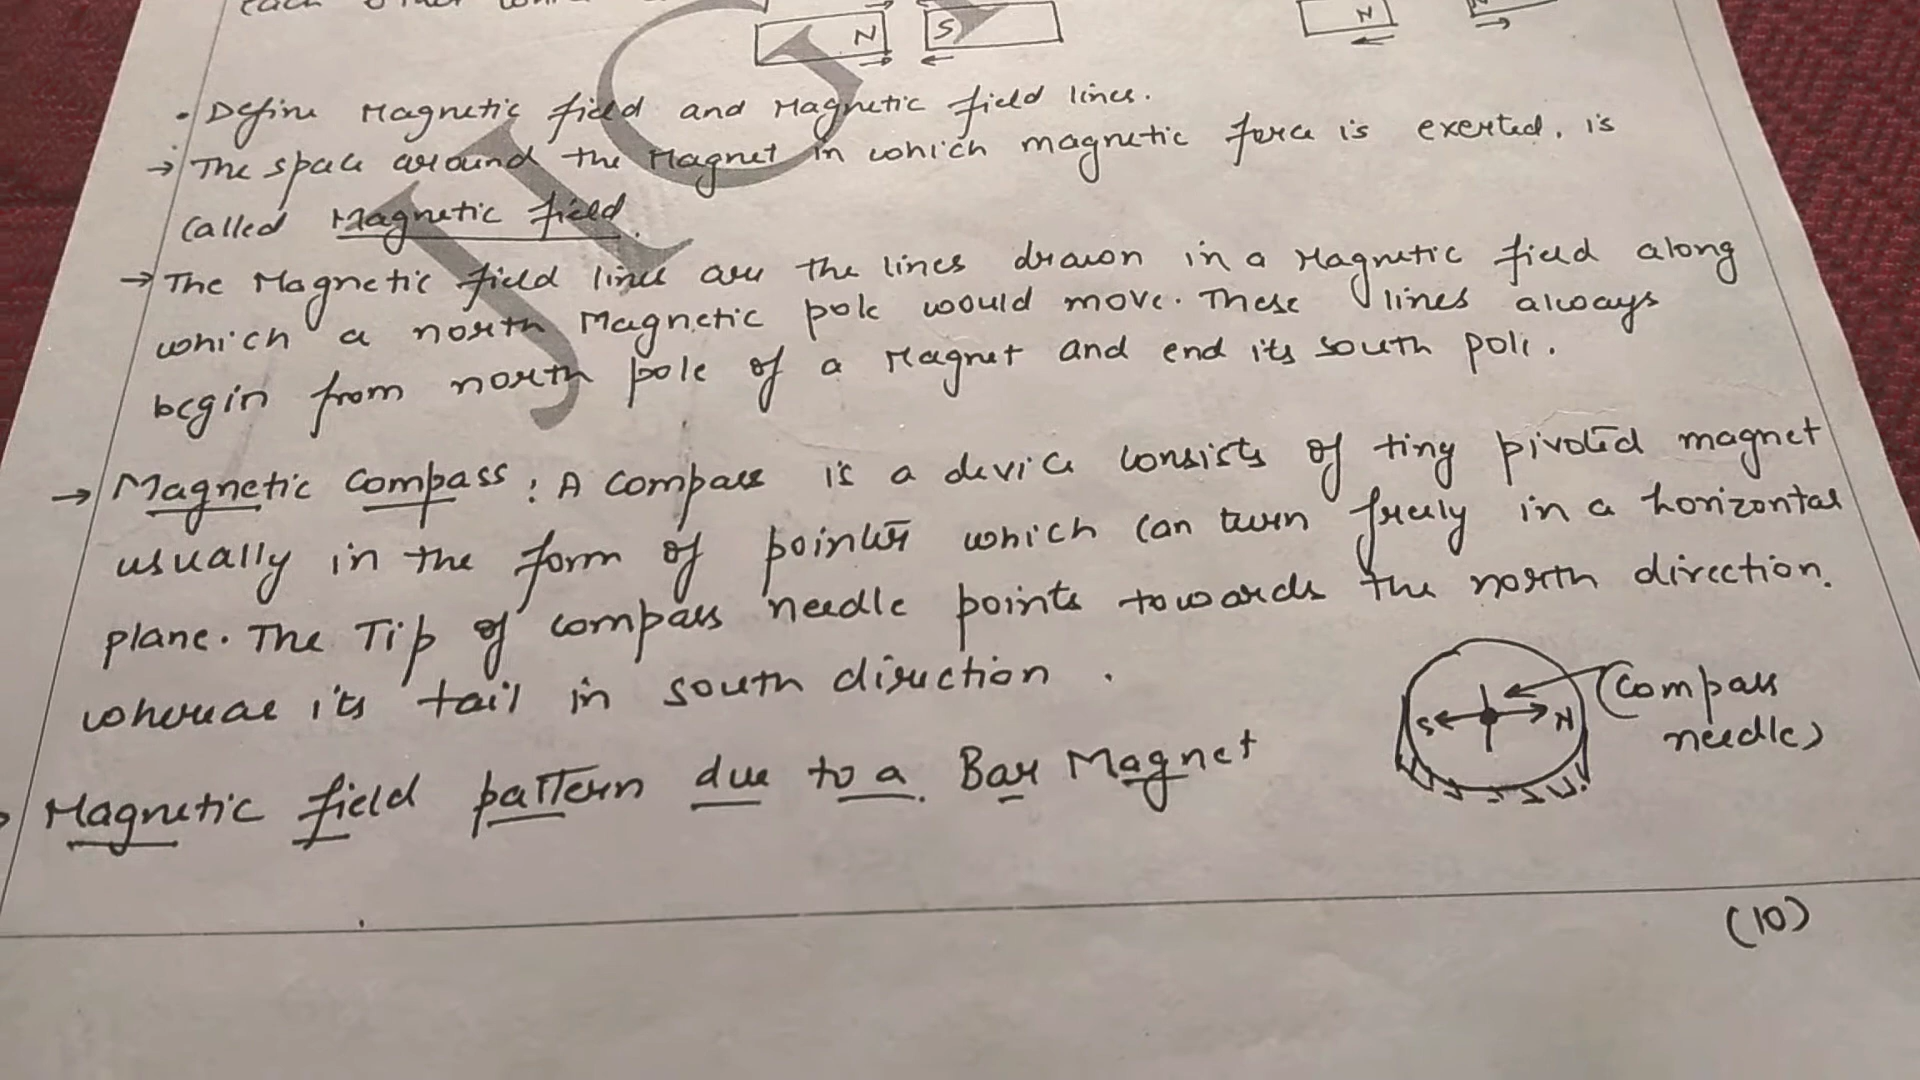 each other
N S N
• Define Magnetic field and Magnetic field lines.
→ The space around the Magnet in which magnetic force is exerted, is
called Magnetic field.
→ The Magnetic field lines are the lines drawn in a Magnetic field along
which a north Magnetic pole would move. These lines always
begin from north pole of a Magnet and end its south pole.
→ Magnetic compass : A compass is a device consists of tiny pivoted magnet
usually in the form of pointer which can turn freely in a horizontal
plane. The Tip of compass needle points towards the north direction.
whereas its tail in south direction .
S N (compass
needle)
Magnetic field pattern due to a Bar Magnet
(10)